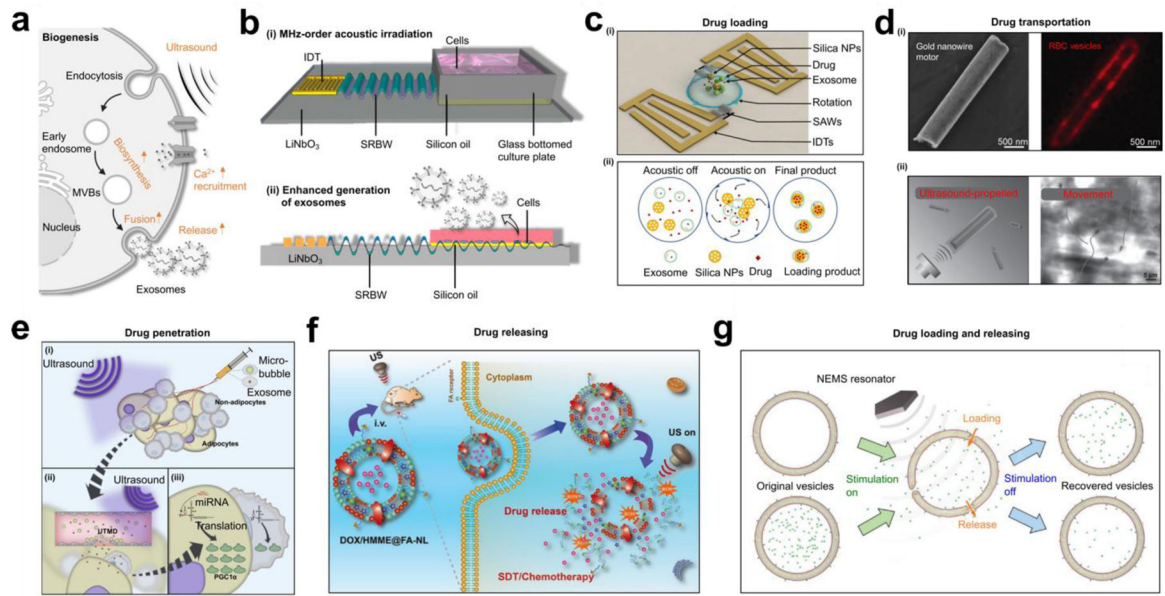 a
Biogenesis
Ultrasound
Endocytosis
Early
endosome
Biosynthesis
MVBs
Ca2+
recruitment
Nucleus
Fusion
Release
Exosomes
b
(i) MHz-order acoustic irradiation
Cells
IDT
LiNbO3
SRBW
Silicon oil
Glass bottomed
culture plate
(ii) Enhanced generation
of exosomes
Cells
LiNbO3
SRBW
Silicon oil
c
Drug loading
(i)
Silica NPs
Drug
Exosome
Rotation
SAWs
IDTs
(ii)
Acoustic off
Acoustic on
Final product
Exosome
Silica NPs
Drug
Loading product
d
Drug transportation
(i)
Gold nanowire
motor
500 nm
RBC vesicles
500 nm
(ii)
Ultrasound-propelled
Movement
5 μm
e
Drug penetration
(i)
Ultrasound
Micro-
bubble
Exosome
Non-adipocytes
Adipocytes
(ii)
Ultrasound
UTMD
(iii)
miRNA
Translation
PGC1α
f
Drug releasing
US
i.v.
FA receptor
Cytoplasm
US on
DOX/HMME@FA-NL
Drug release
SDT/Chemotherapy
g
Drug loading and releasing
NEMS resonator
Loading
Original vesicles
Stimulation
on
Stimulation
off
Recovered vesicles
Release